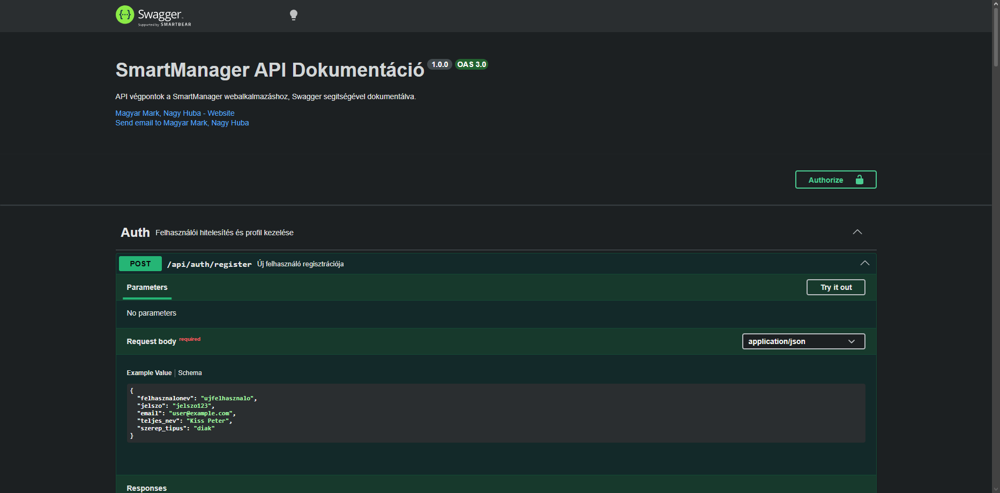 Swagger
Supported by SMARTBEAR
SmartManager API Dokumentáció 1.0.0 OAS 3.0
API végpontok a SmartManager webalkalmazáshoz, Swagger segitségével dokumentálva.
Magyar Mark, Nagy Huba - Website
Send email to Magyar Mark, Nagy Huba
Authorize
Auth Felhasználói hitelesítés és profil kezelése
POST /api/auth/register Új felhasználó regisztrációja
Parameters Try it out
No parameters
Request body required application/json
Example Value Schema
{
"felhasznalonev": "ujfelhasznalo",
"jelszo": "jelszo123",
"email": "user@example.com",
"teljes_nev": "Kiss Peter",
"szerep_tipus": "diak"
}
Responses